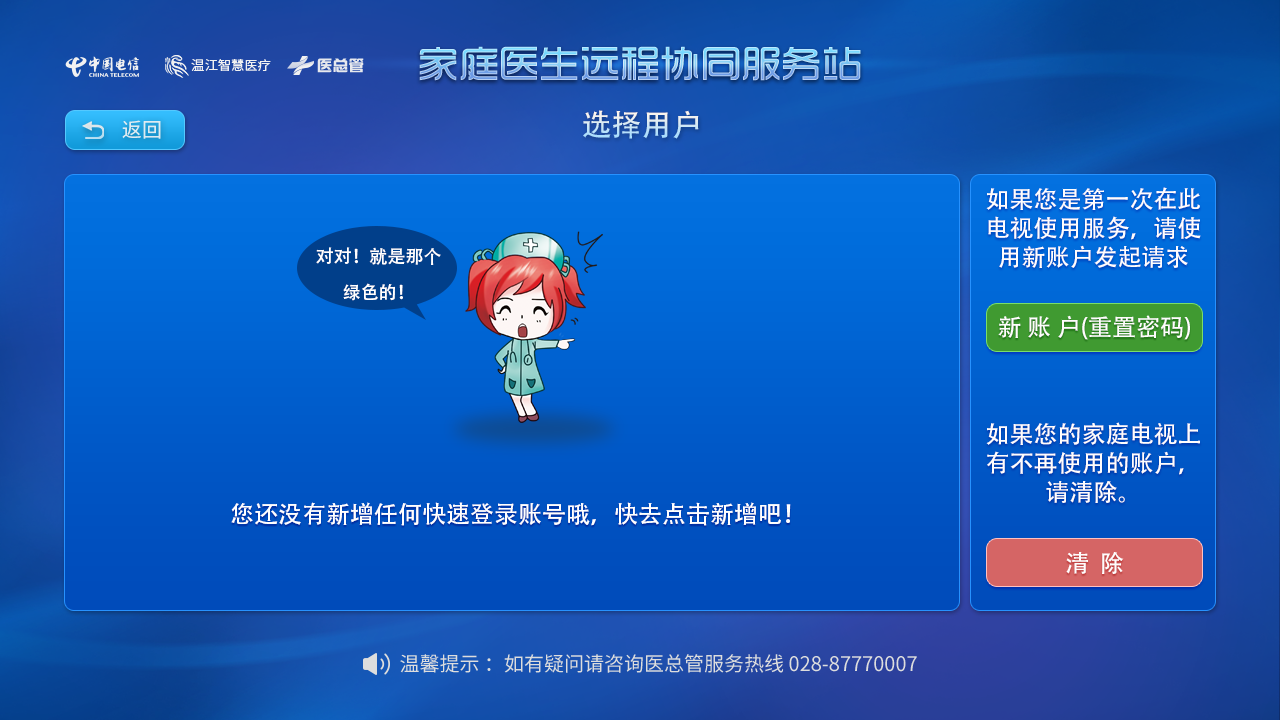 中国电信
CHINA TELECOM
温江智慧医疗
医总管
家庭医生远程协同服务站
返回
选择用户
对对！就是那个
绿色的！
您还没有新增任何快速登录账号哦，快去点击新增吧！
如果您是第一次在此
电视使用服务，请使
用新账户发起请求
新 账 户(重置密码)
如果您的家庭电视上
有不再使用的账户，
请清除。
清 除
温馨提示： 如有疑问请咨询医总管服务热线 028-87770007